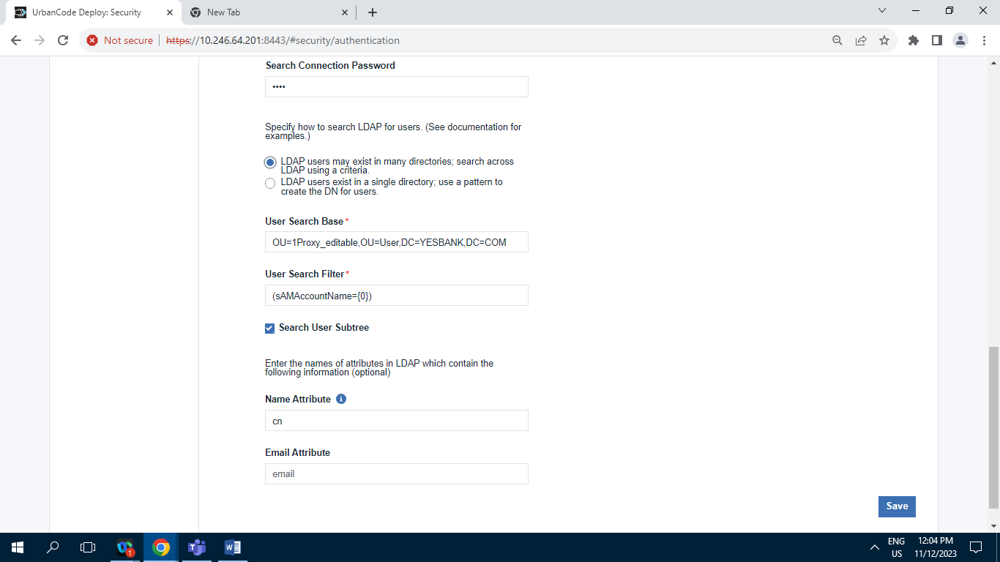 UrbanCode Deploy: Security
New Tab
Not secure
https://10.246.64.201:8443/#security/authentication
Search Connection Password
••••
Specify how to search LDAP for users. (See documentation for
examples.)
LDAP users may exist in many directories; search across
LDAP using a criteria.
LDAP users exist in a single directory; use a pattern to
create the DN for users.
User Search Base*
OU=1Proxy_editable,OU=User,DC=YESBANK,DC=COM
User Search Filter*
(sAMAccountName={0})
Search User Subtree
Enter the names of attributes in LDAP which contain the
following information (optional)
Name Attribute
cn
Email Attribute
email
Save
1
ENG
US
12:04 PM
11/12/2023